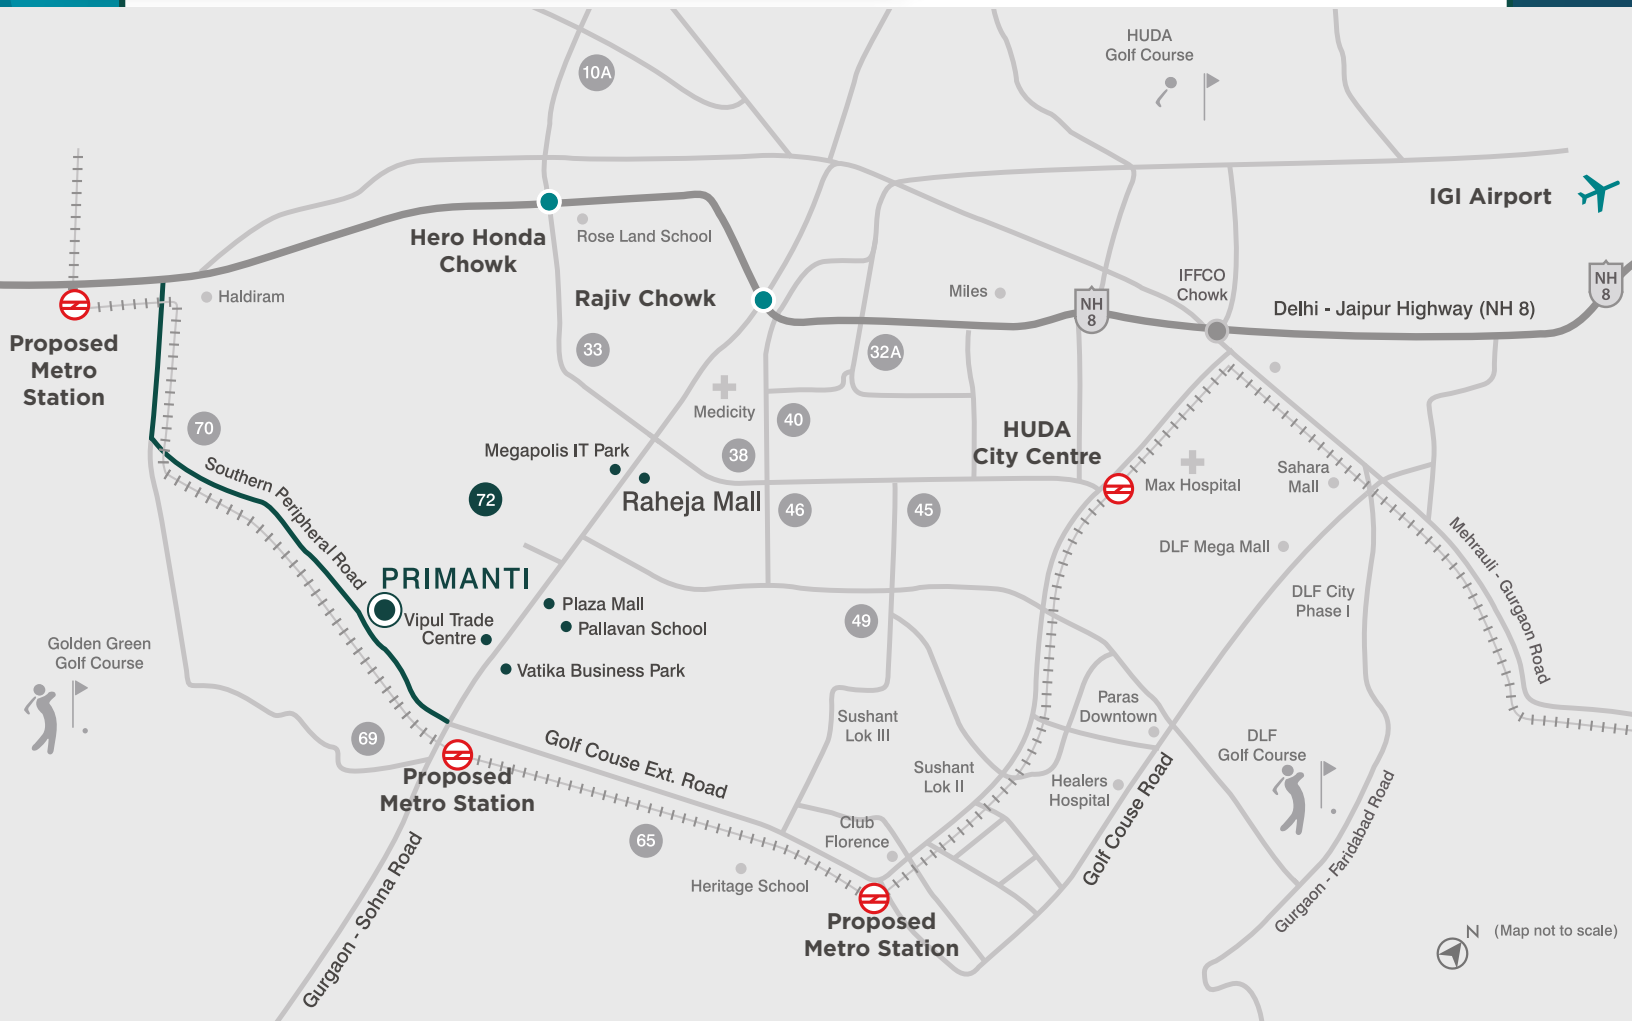 HUDA
Golf Course
10A
IGI Airport
Hero Honda
Chowk
Rose Land School
Rajiv Chowk
Haldiram
Miles
NH
8
IFFCO
Chowk
NH
8
Delhi - Jaipur Highway (NH 8)
Proposed
Metro
Station
33
32A
Medicity
40
70
38
HUDA
City Centre
Megapolis IT Park
Raheja Mall
72
46
45
Max Hospital
Sahara
Mall
Southern Peripheral Road
DLF Mega Mall
Mehrauli - Gurgaon Road
PRIMANTI
DLF City
Phase I
Vipul Trade
Centre
Plaza Mall
Pallavan School
49
Golden Green
Golf Course
Vatika Business Park
69
Sushant
Lok III
Paras
Downtown
DLF
Golf Course
Golf Couse Ext. Road
Sushant
Lok II
Healers
Hospital
Proposed
Metro Station
65
Club
Florence
Golf Couse Road
Gurgaon - Faridabad Road
Heritage School
Gurgaon - Sohna Road
Proposed
Metro Station
N
(Map not to scale)